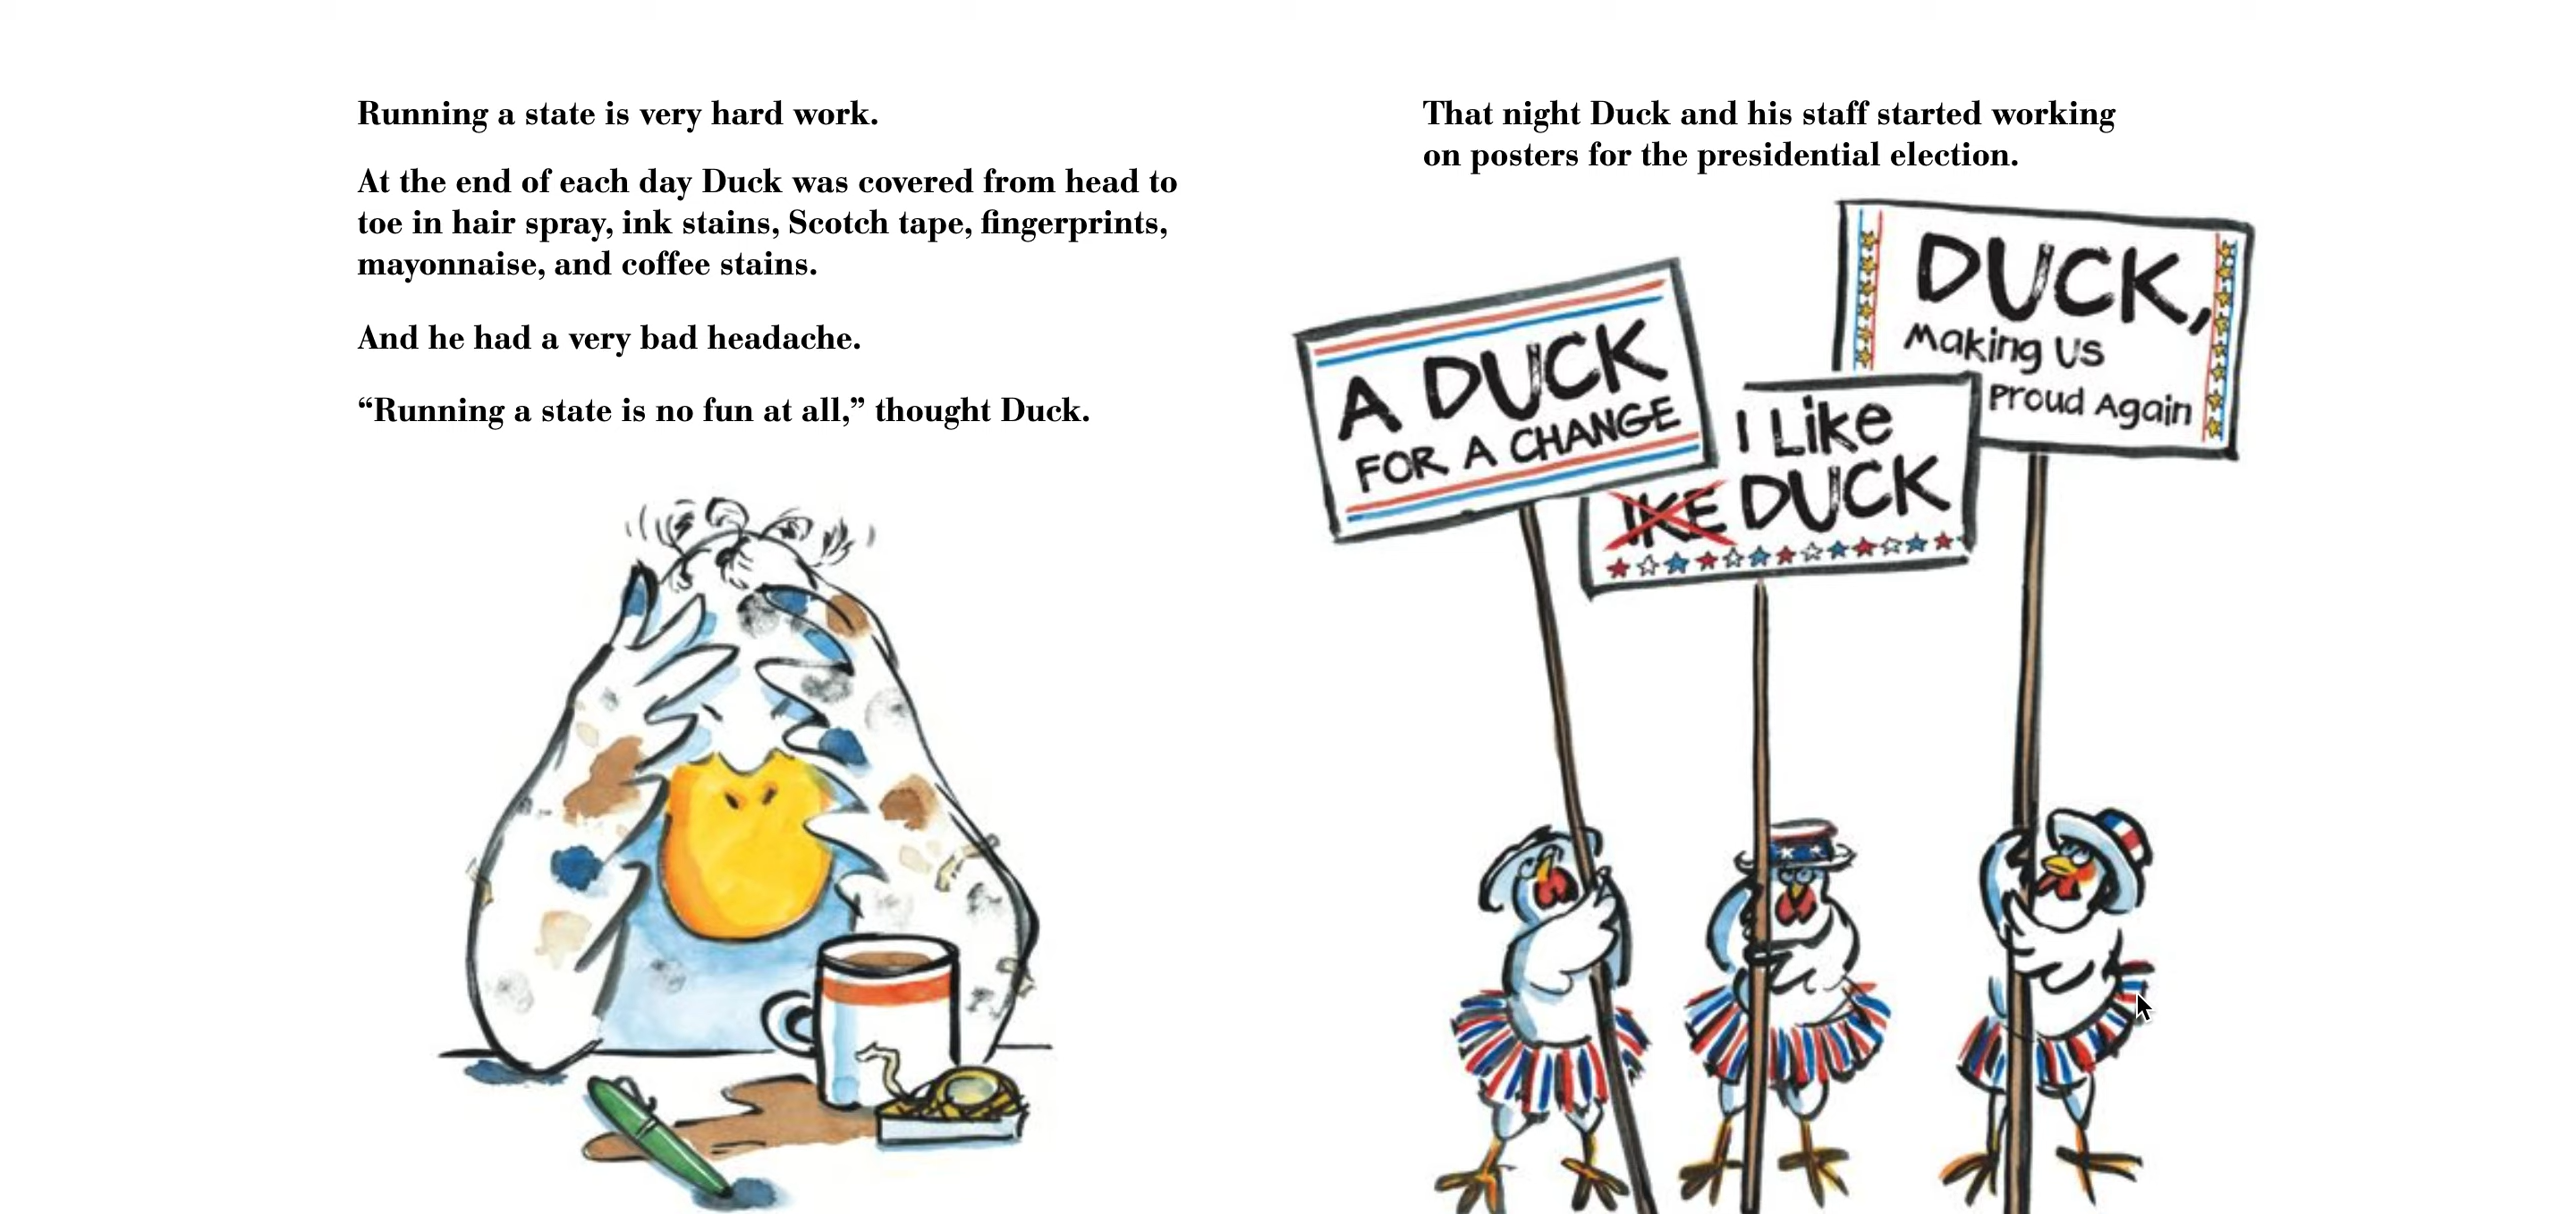 Running a state is very hard work.
At the end of each day Duck was covered from head to
toe in hair spray, ink stains, Scotch tape, fingerprints,
mayonnaise, and coffee stains.
And he had a very bad headache.
“Running a state is no fun at all,” thought Duck.
That night Duck and his staff started working
on posters for the presidential election.
A DUCK
FOR A CHANGE
I Like
IKE DUCK
DUCK,
Making Us
Proud Again